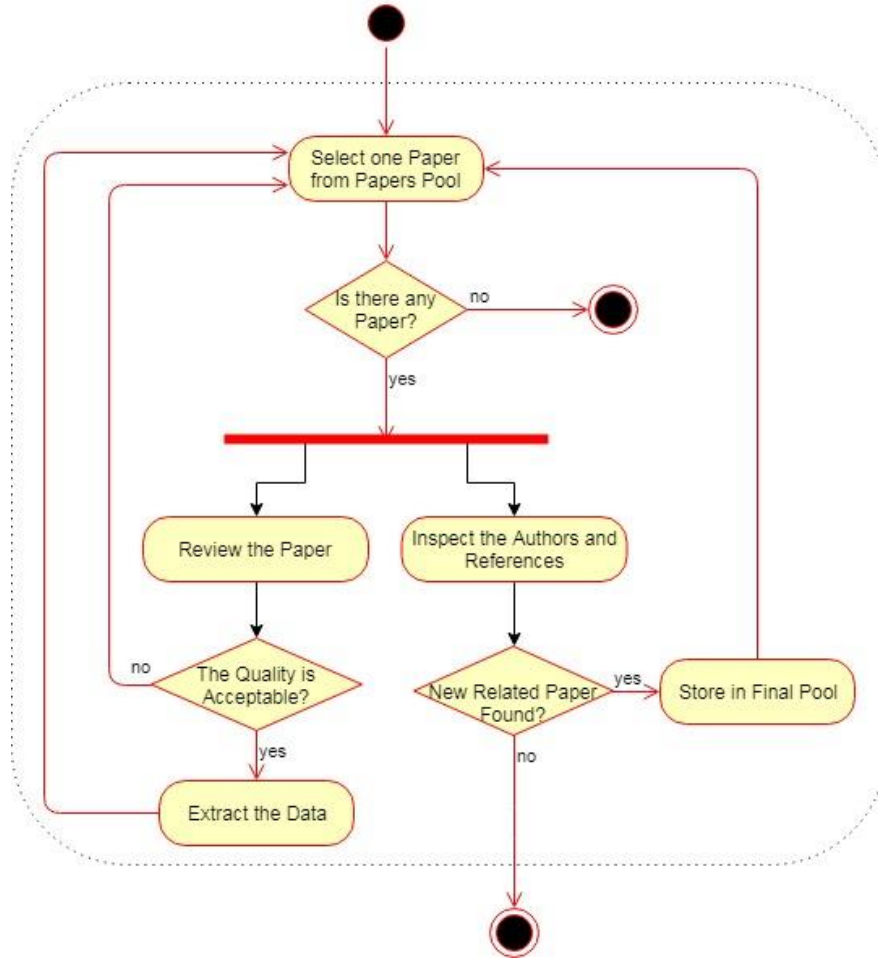 Select one Paper
from Papers Pool
Is there any
Paper?
no
yes
Review the Paper
Inspect the Authors and
References
no
The Quality is
Acceptable?
yes
New Related Paper
Found?
yes
Store in Final Pool
no
Extract the Data